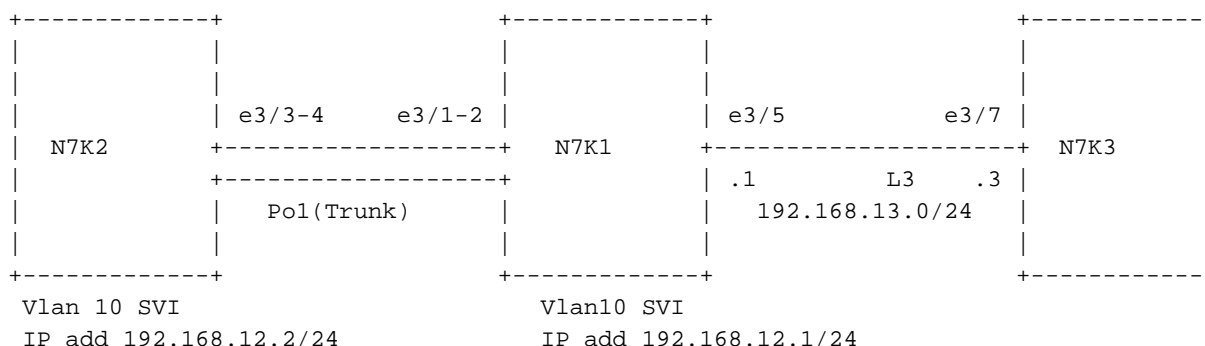 e3/3-4 e3/1-2 e3/5 e3/7
N7K2 N7K1 N7K3
.1 L3 .3
Po1(Trunk) 192.168.13.0/24
Vlan 10 SVI Vlan10 SVI
IP add 192.168.12.2/24 IP add 192.168.12.1/24